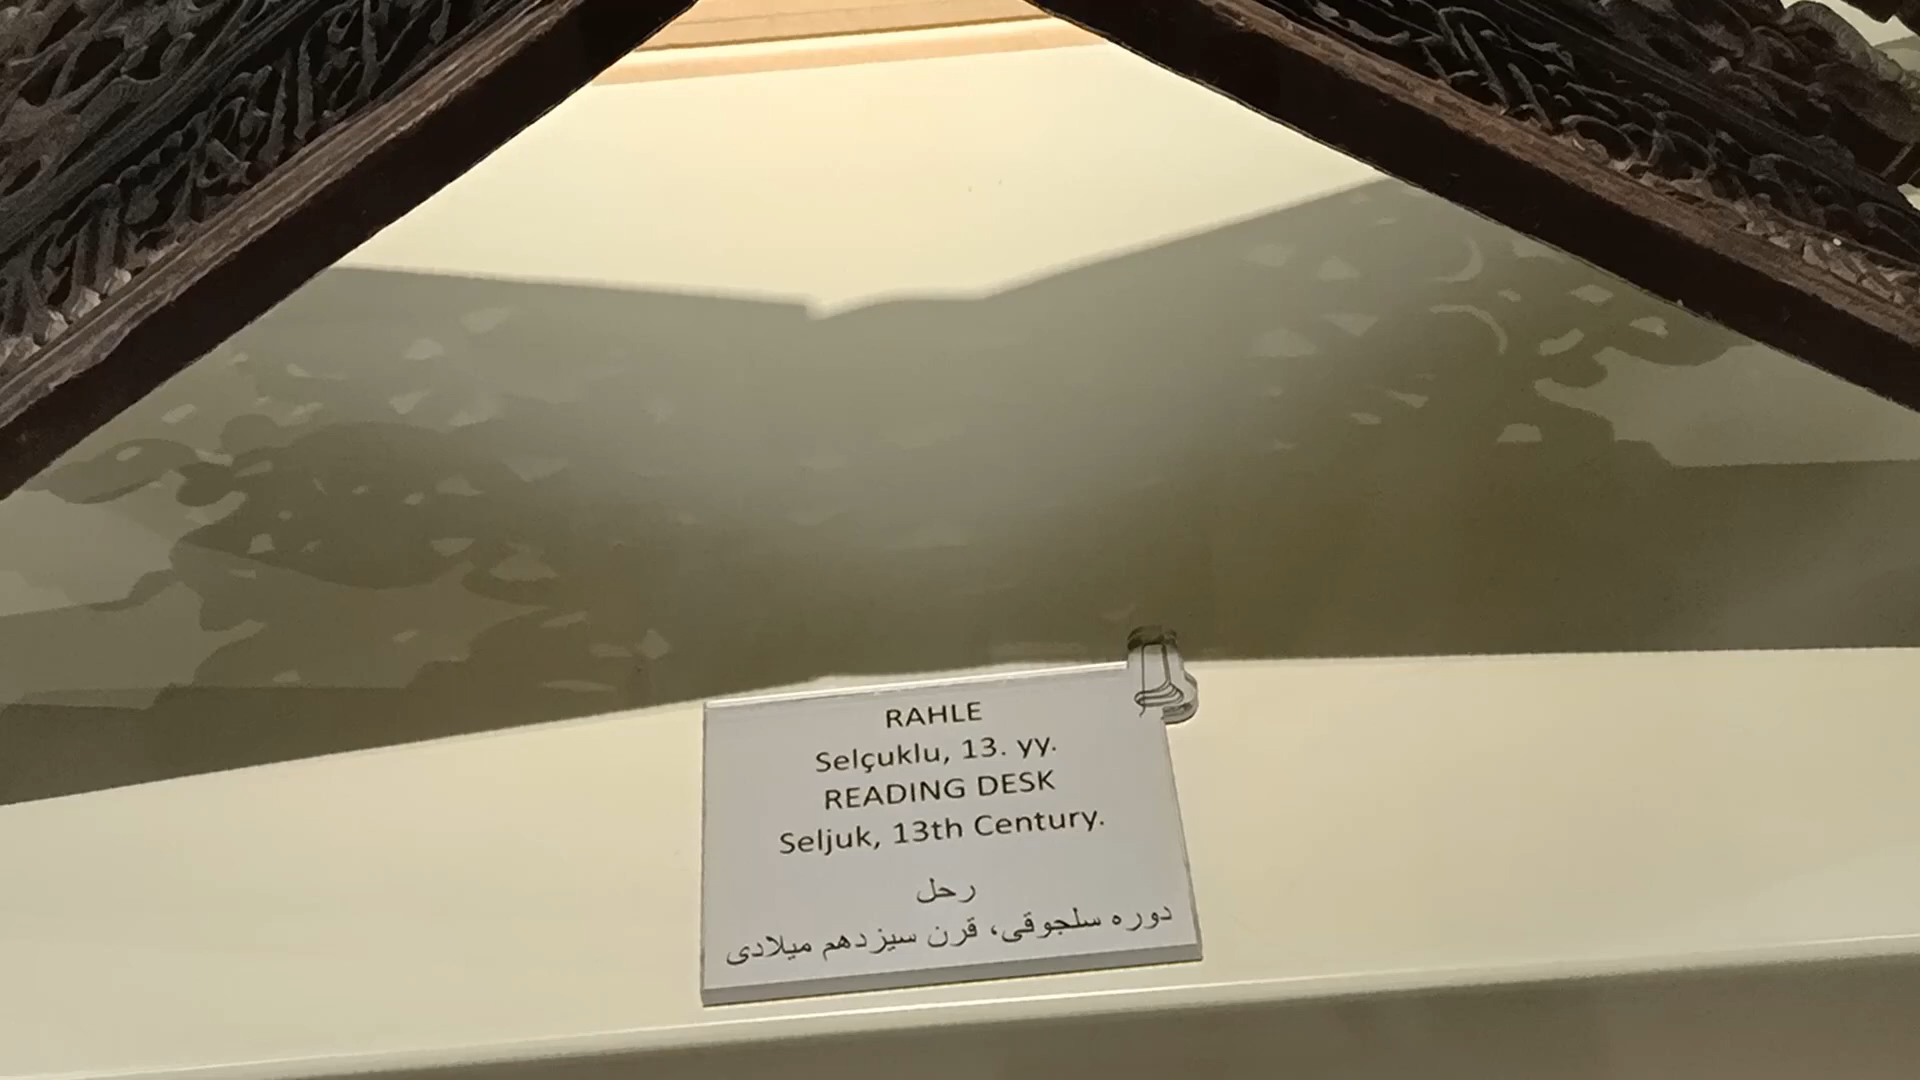 RAHLE
Selçuklu, 13. yy.
READING DESK
Seljuk, 13th Century.
رحل
دوره سلجوقی، قرن سیزدهم میلادی